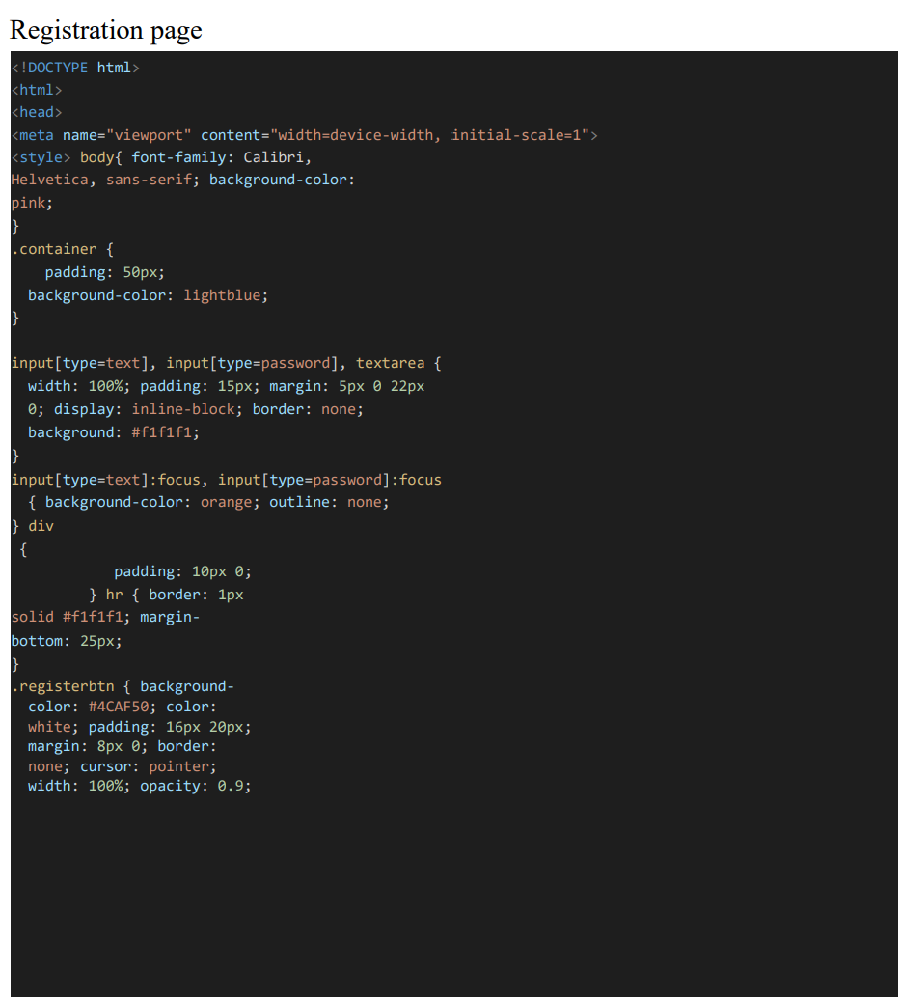 Registration page
<!DOCTYPE html>
<html>
<head>
<meta name="viewport" content="width=device-width, initial-scale=1">
<style> body{ font-family: Calibri,
Helvetica, sans-serif; background-color:
pink;
}
.container {
    padding: 50px;
  background-color: lightblue;
}

input[type=text], input[type=password], textarea {
  width: 100%; padding: 15px; margin: 5px 0 22px
  0; display: inline-block; border: none;
  background: #f1f1f1;
}
input[type=text]:focus, input[type=password]:focus
  { background-color: orange; outline: none;
} div
 {
            padding: 10px 0;
         } hr { border: 1px
solid #f1f1f1; margin-
bottom: 25px;
}
.registerbtn { background-
  color: #4CAF50; color:
  white; padding: 16px 20px;
  margin: 8px 0; border:
  none; cursor: pointer;
  width: 100%; opacity: 0.9;